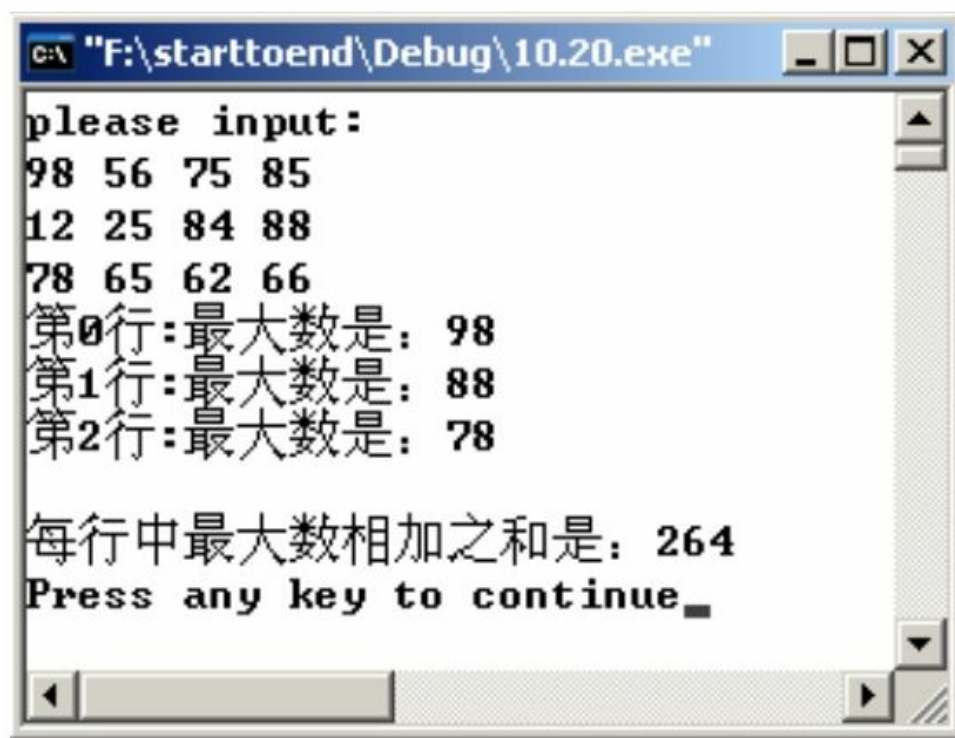 "F:\starttoend\Debug\10.20.exe"
please input:
98 56 75 85
12 25 84 88
78 65 62 66
第0行:最大数是：98
第1行:最大数是：88
第2行:最大数是：78
每行中最大数相加之和是：264
Press any key to continue